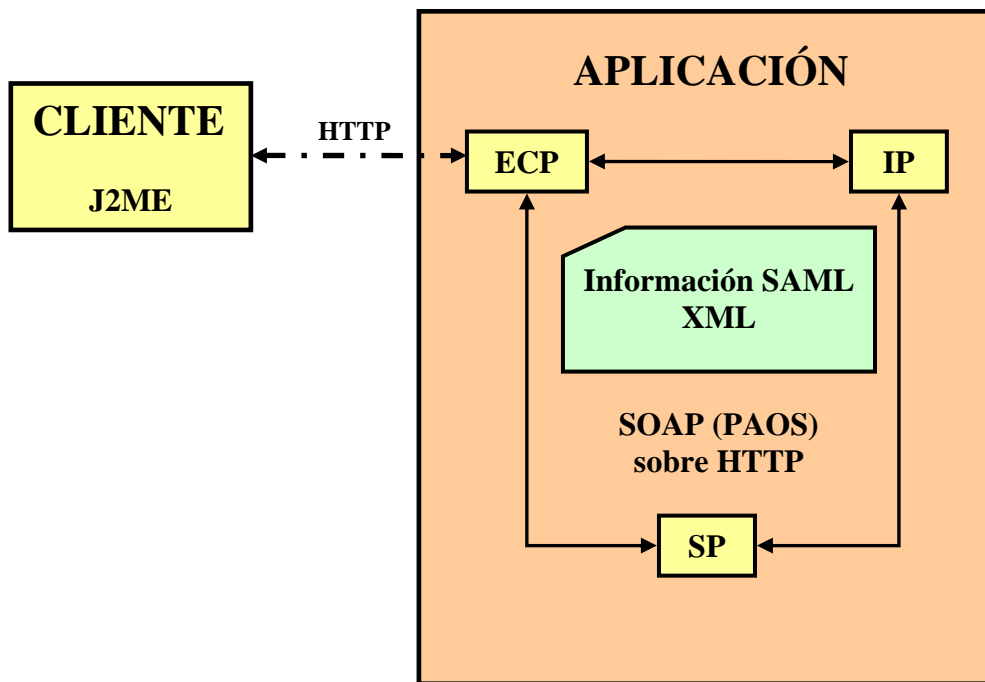 APLICACIÓN
CLIENTE
J2ME
HTTP
ECP
IP
Información SAML
XML
SOAP (PAOS)
sobre HTTP
SP